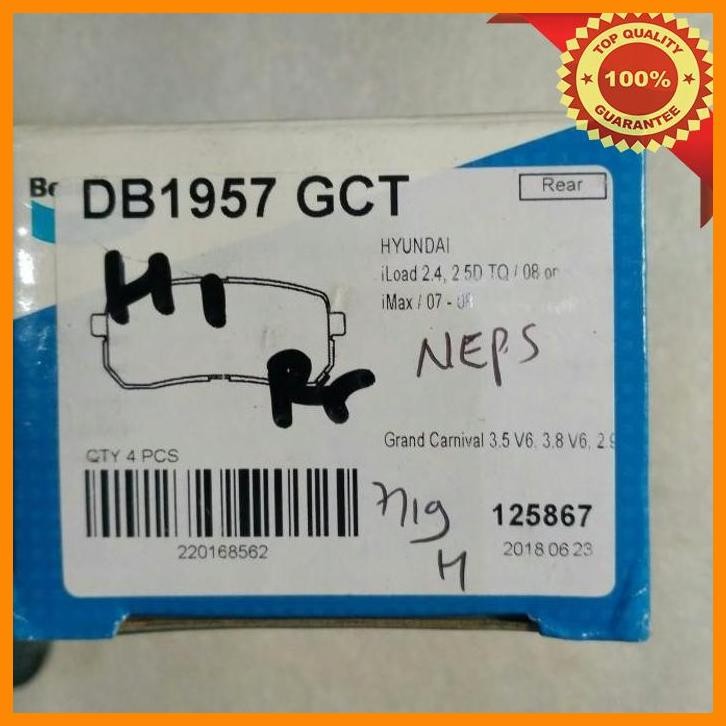 TOP QUALITY
100%
GUARANTEE
Be
DB1957 GCT
Rear
HYUNDAI
iLoad 2.4, 2.5D TQ / 08 on
iMax / 07 - 08
H1
Rr
NEPS
Grand Carnival 3.5 V6, 3.8 V6, 2.9
QTY 4 PCS
220168562
125867
2018 06 23
H